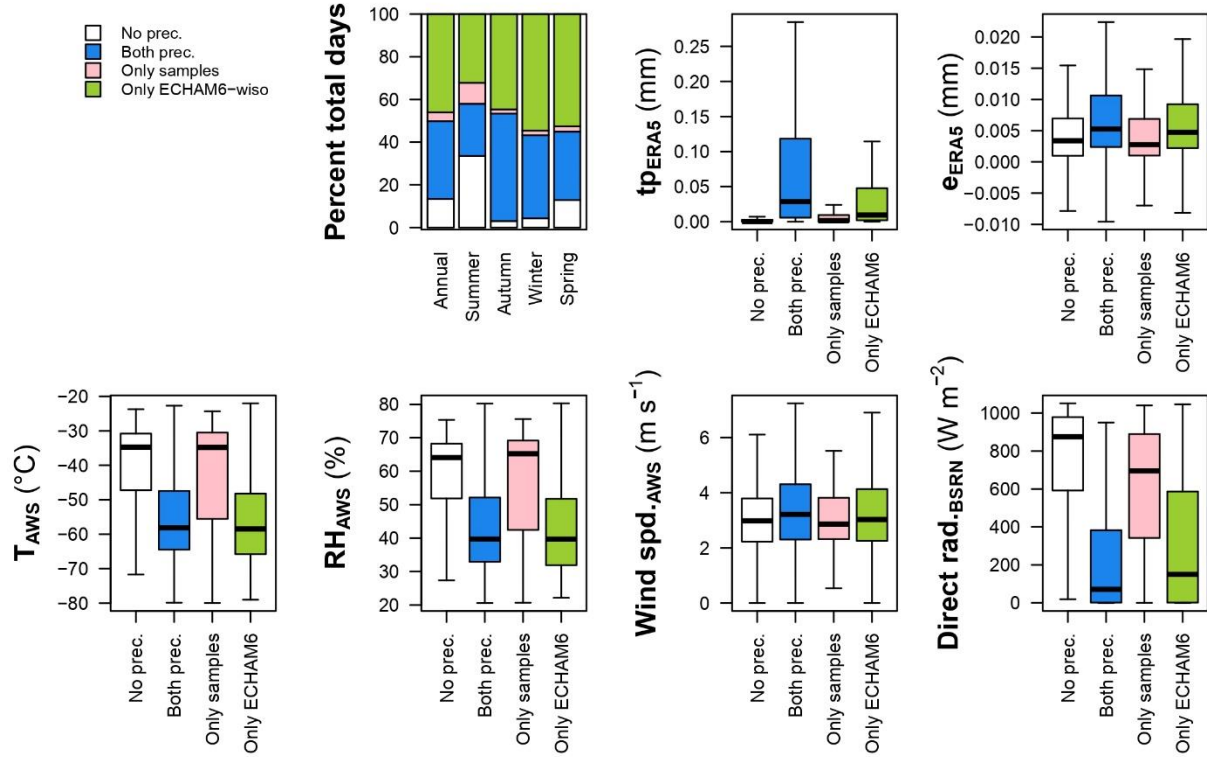 No prec.
Both prec.
Only samples
Only ECHAM6−wiso
Percent total days
100
80
60
40
20
0
Annual
Summer
Autumn
Winter
Spring
tpERA5 (mm)
0.25
0.20
0.15
0.10
0.05
0.00
No prec.
Both prec.
Only samples
Only ECHAM6
eERA5 (mm)
0.020
0.015
0.010
0.005
0.000
−0.005
−0.010
No prec.
Both prec.
Only samples
Only ECHAM6
TAWS (°C)
−20
−30
−40
−50
−60
−70
−80
No prec.
Both prec.
Only samples
Only ECHAM6
RHAWS (%)
80
70
60
50
40
30
20
No prec.
Both prec.
Only samples
Only ECHAM6
Wind spd.AWS (m s−1)
6
4
2
0
No prec.
Both prec.
Only samples
Only ECHAM6
Direct rad.BSRN (W m−2)
1000
800
600
400
200
0
No prec.
Both prec.
Only samples
Only ECHAM6